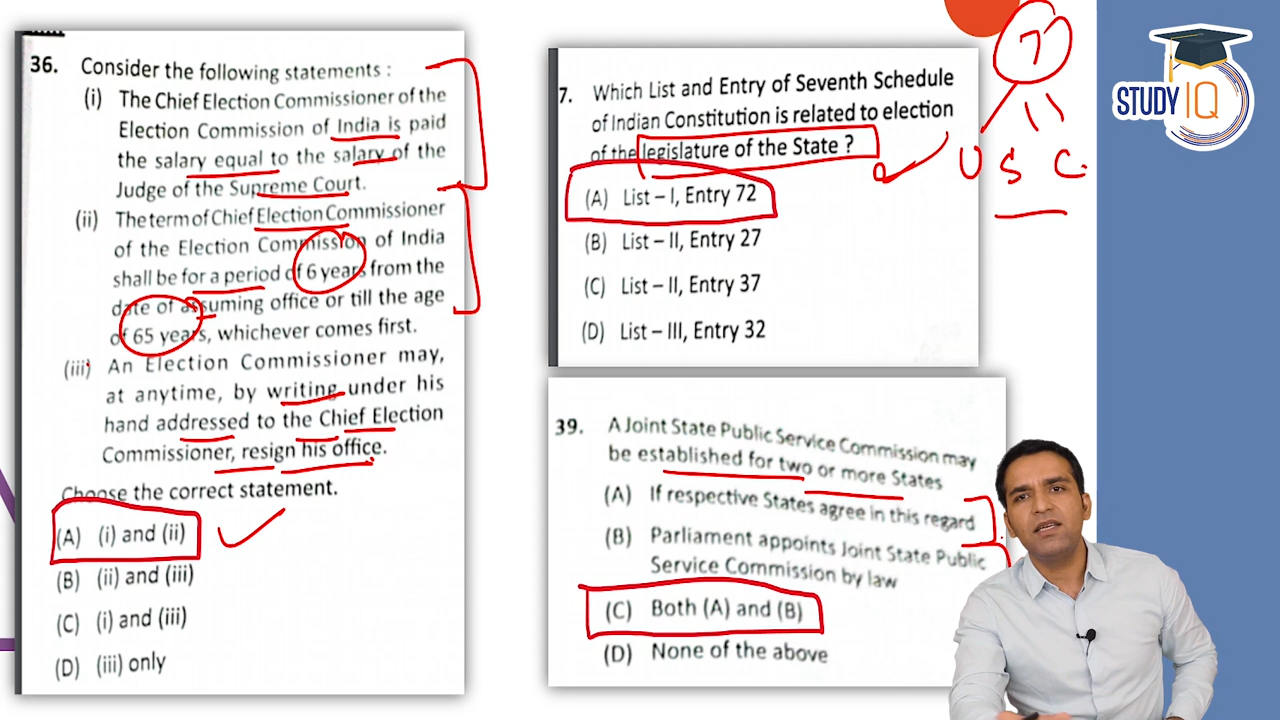 36. Consider the following statements :
(i) The Chief Election Commissioner of the
Election Commission of India is paid
the salary equal to the salary of the
Judge of the Supreme Court.
(ii) The term of Chief Election Commissioner
of the Election Commission of India
shall be for a period of 6 years from the
date of assuming office or till the age
of 65 years, whichever comes first.
(iii) An Election Commissioner may,
at anytime, by writing under his
hand addressed to the Chief Election
Commissioner, resign his office.
Choose the correct statement.
(A) (i) and (ii)
(B) (ii) and (iii)
(C) (i) and (iii)
(D) (iii) only
7. Which List and Entry of Seventh Schedule
of Indian Constitution is related to election
of the legislature of the State ?
(A) List – I, Entry 72
(B) List – II, Entry 27
(C) List – II, Entry 37
(D) List – III, Entry 32
39. A Joint State Public Service Commission may
be established for two or more States
(A) If respective States agree in this regard
(B) Parliament appoints Joint State Public
Service Commission by law
(C) Both (A) and (B)
(D) None of the above
7
U S C
STUDY IQ